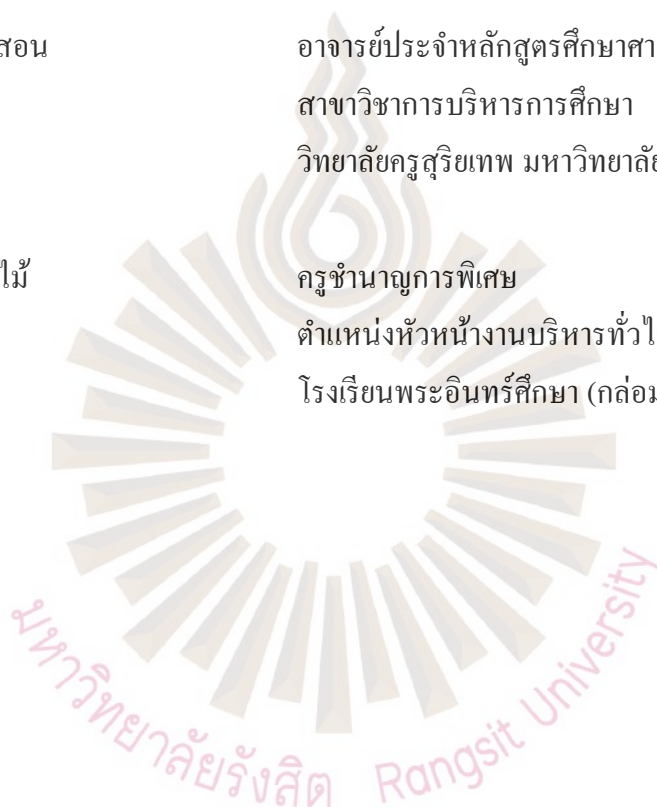 สอน อาจารย์ประจำหลักสูตรศึกษาศา
สาขาวิชาการบริหารการศึกษา
วิทยาลัยครูสุริยเทพ มหาวิทยาลัย
ไม้ ครูชำนาญการพิเศษ
ตำแหน่งหัวหน้างานบริหารทั่วไ
โรงเรียนพระอินทร์ศึกษา (กล่อม
มหาวิทยาลัยรังสิต Rangsit University